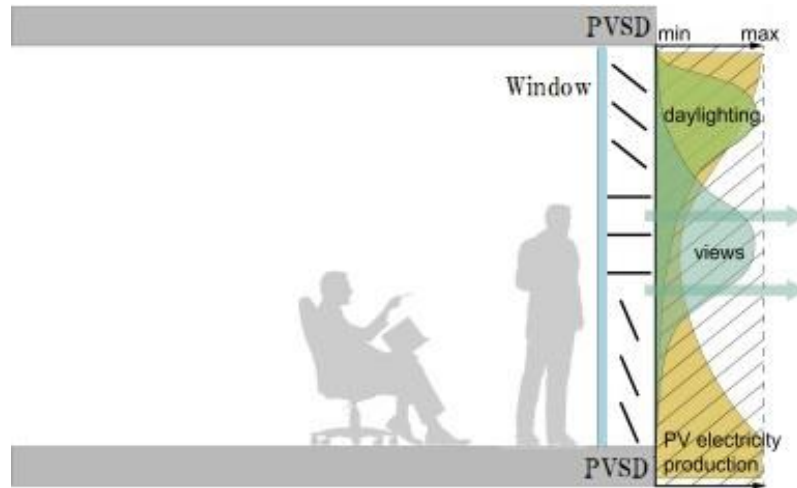 PVSD
min max
Window
daylighting
views
PV electricity
production
PVSD